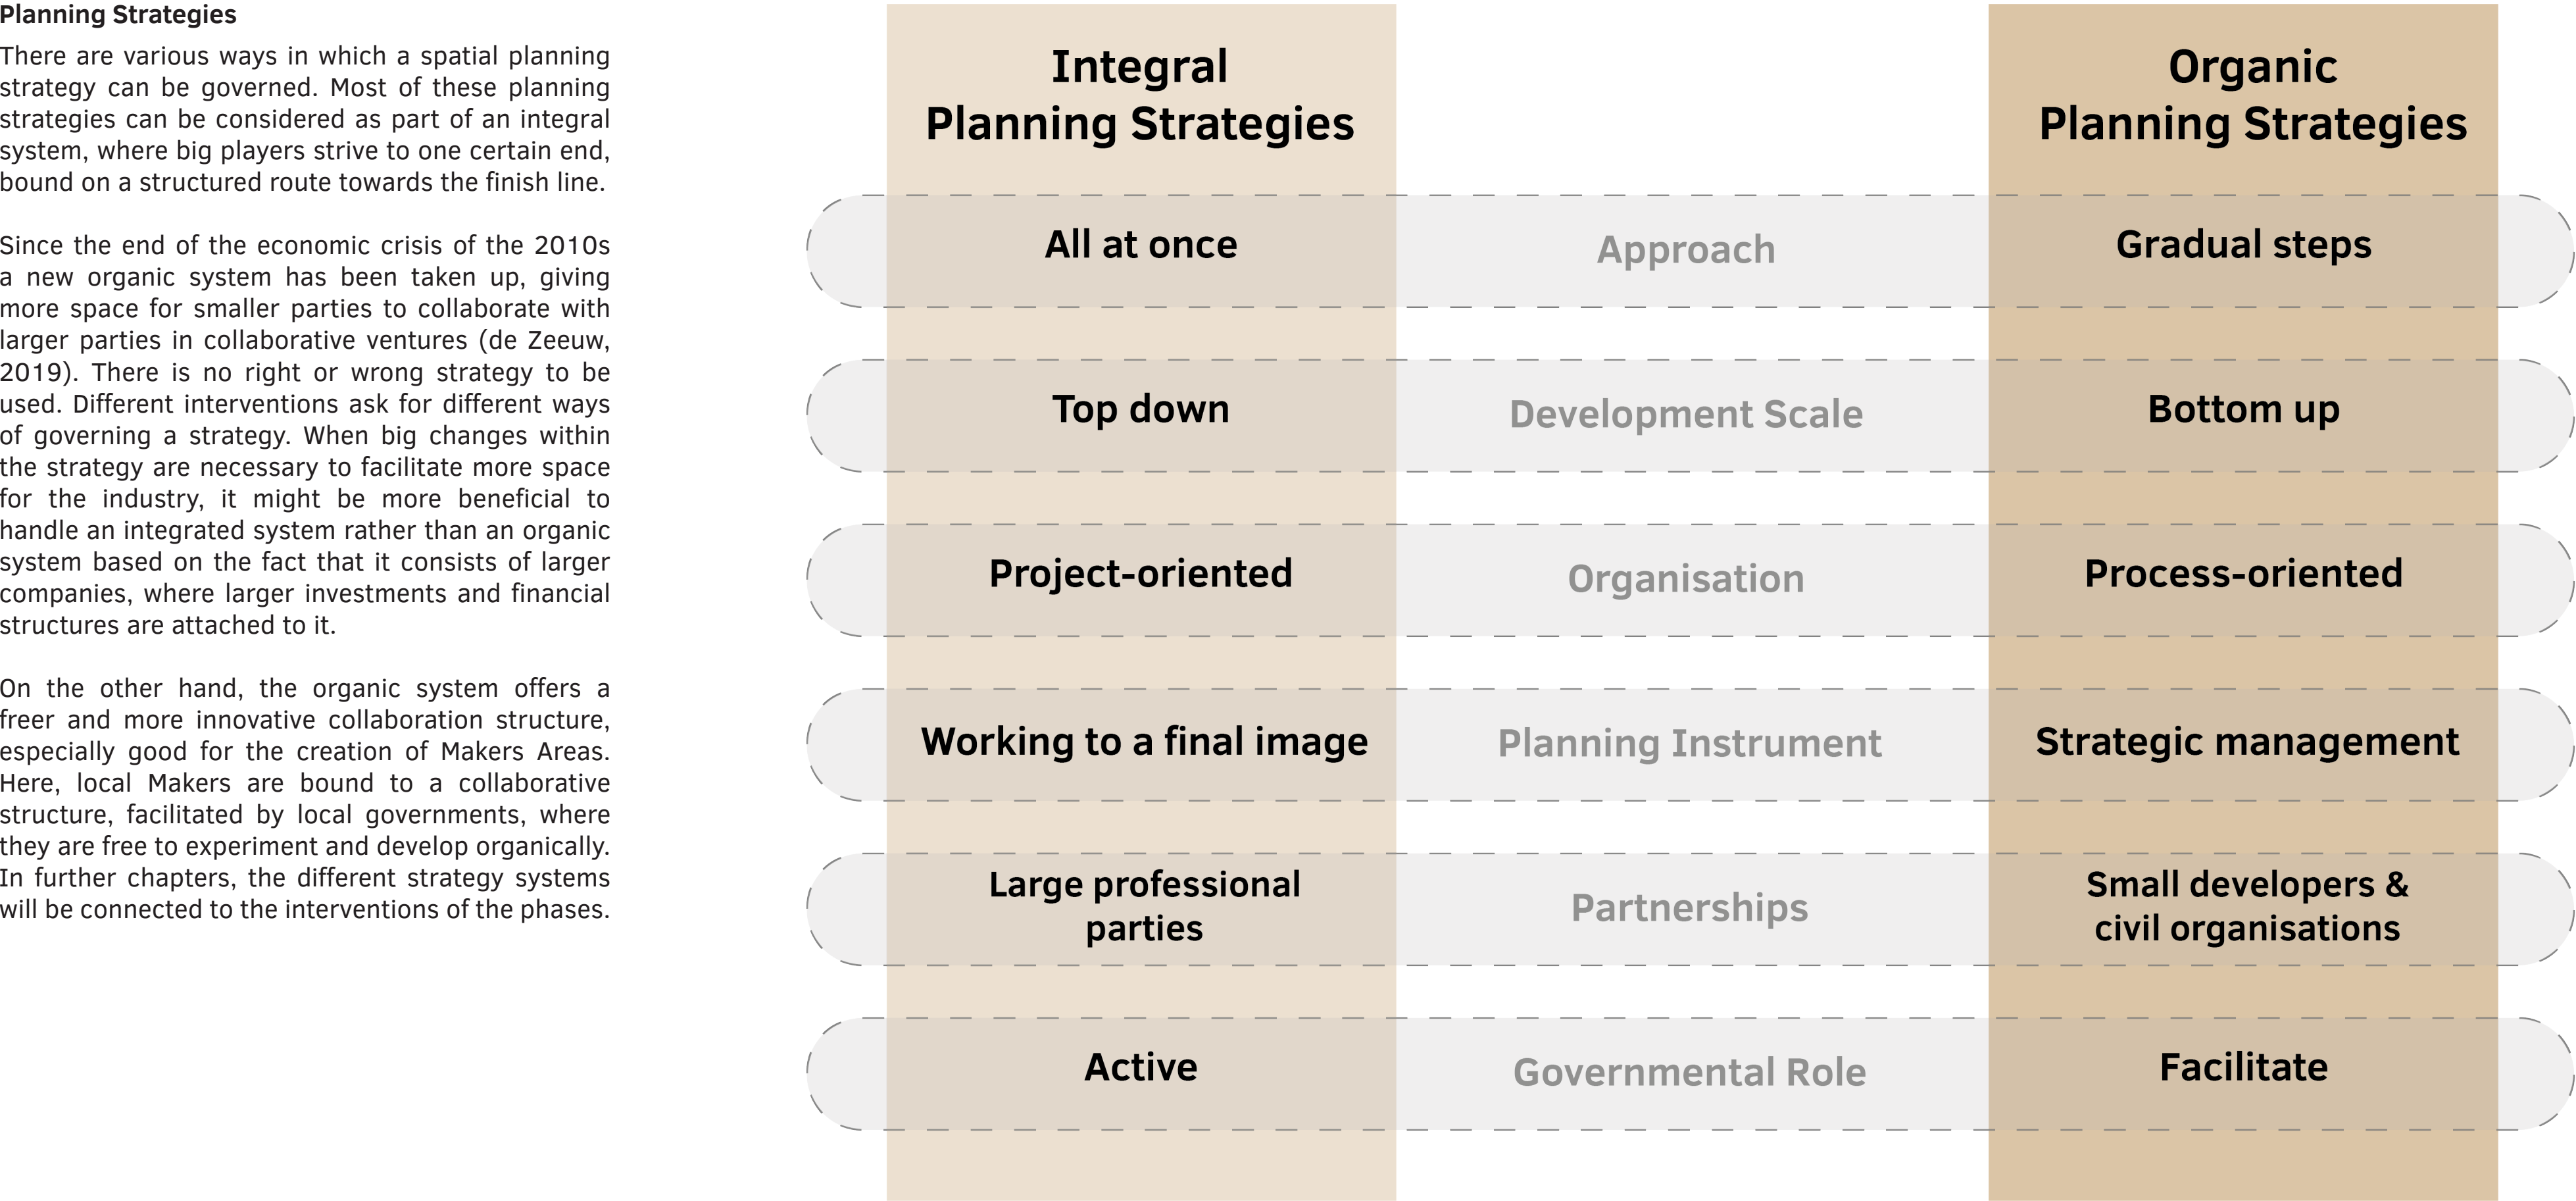 Planning Strategies
There are various ways in which a spatial planning
strategy can be governed. Most of these planning
strategies can be considered as part of an integral
system, where big players strive to one certain end,
bound on a structured route towards the finish line.
Since the end of the economic crisis of the 2010s
a new organic system has been taken up, giving
more space for smaller parties to collaborate with
larger parties in collaborative ventures (de Zeeuw,
2019). There is no right or wrong strategy to be
used. Different interventions ask for different ways
of governing a strategy. When big changes within
the strategy are necessary to facilitate more space
for the industry, it might be more beneficial to
handle an integrated system rather than an organic
system based on the fact that it consists of larger
companies, where larger investments and financial
structures are attached to it.
On the other hand, the organic system offers a
freer and more innovative collaboration structure,
especially good for the creation of Makers Areas.
Here, local Makers are bound to a collaborative
structure, facilitated by local governments, where
they are free to experiment and develop organically.
In further chapters, the different strategy systems
will be connected to the interventions of the phases.
Integral
Planning Strategies
Organic
Planning Strategies
All at once
Approach
Gradual steps
Top down
Development Scale
Bottom up
Project-oriented
Organisation
Process-oriented
Working to a final image
Planning Instrument
Strategic management
Large professional
parties
Partnerships
Small developers &
civil organisations
Active
Governmental Role
Facilitate